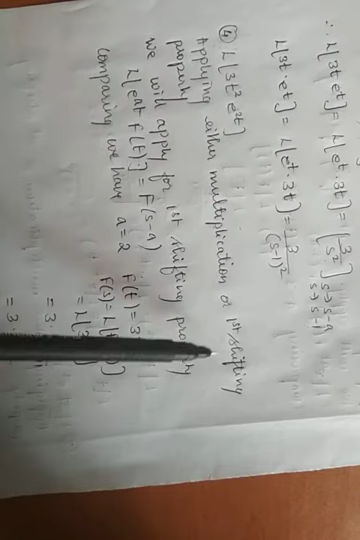 ∴ L[3t et] = L[et·3t] = [3/s²] s→s-a
s→s-1
L[3t·et] = L[et·3t] = 3/(s-1)²
④ L[3t² e2t]
Applying either multiplication or 1st shifting
property
we will apply for 1st shifting property
L[eat f(t)] = F(s-a)
comparing we have a=2 f(t) = 3
F(s) = L[f
= L[3
= 3
= 3